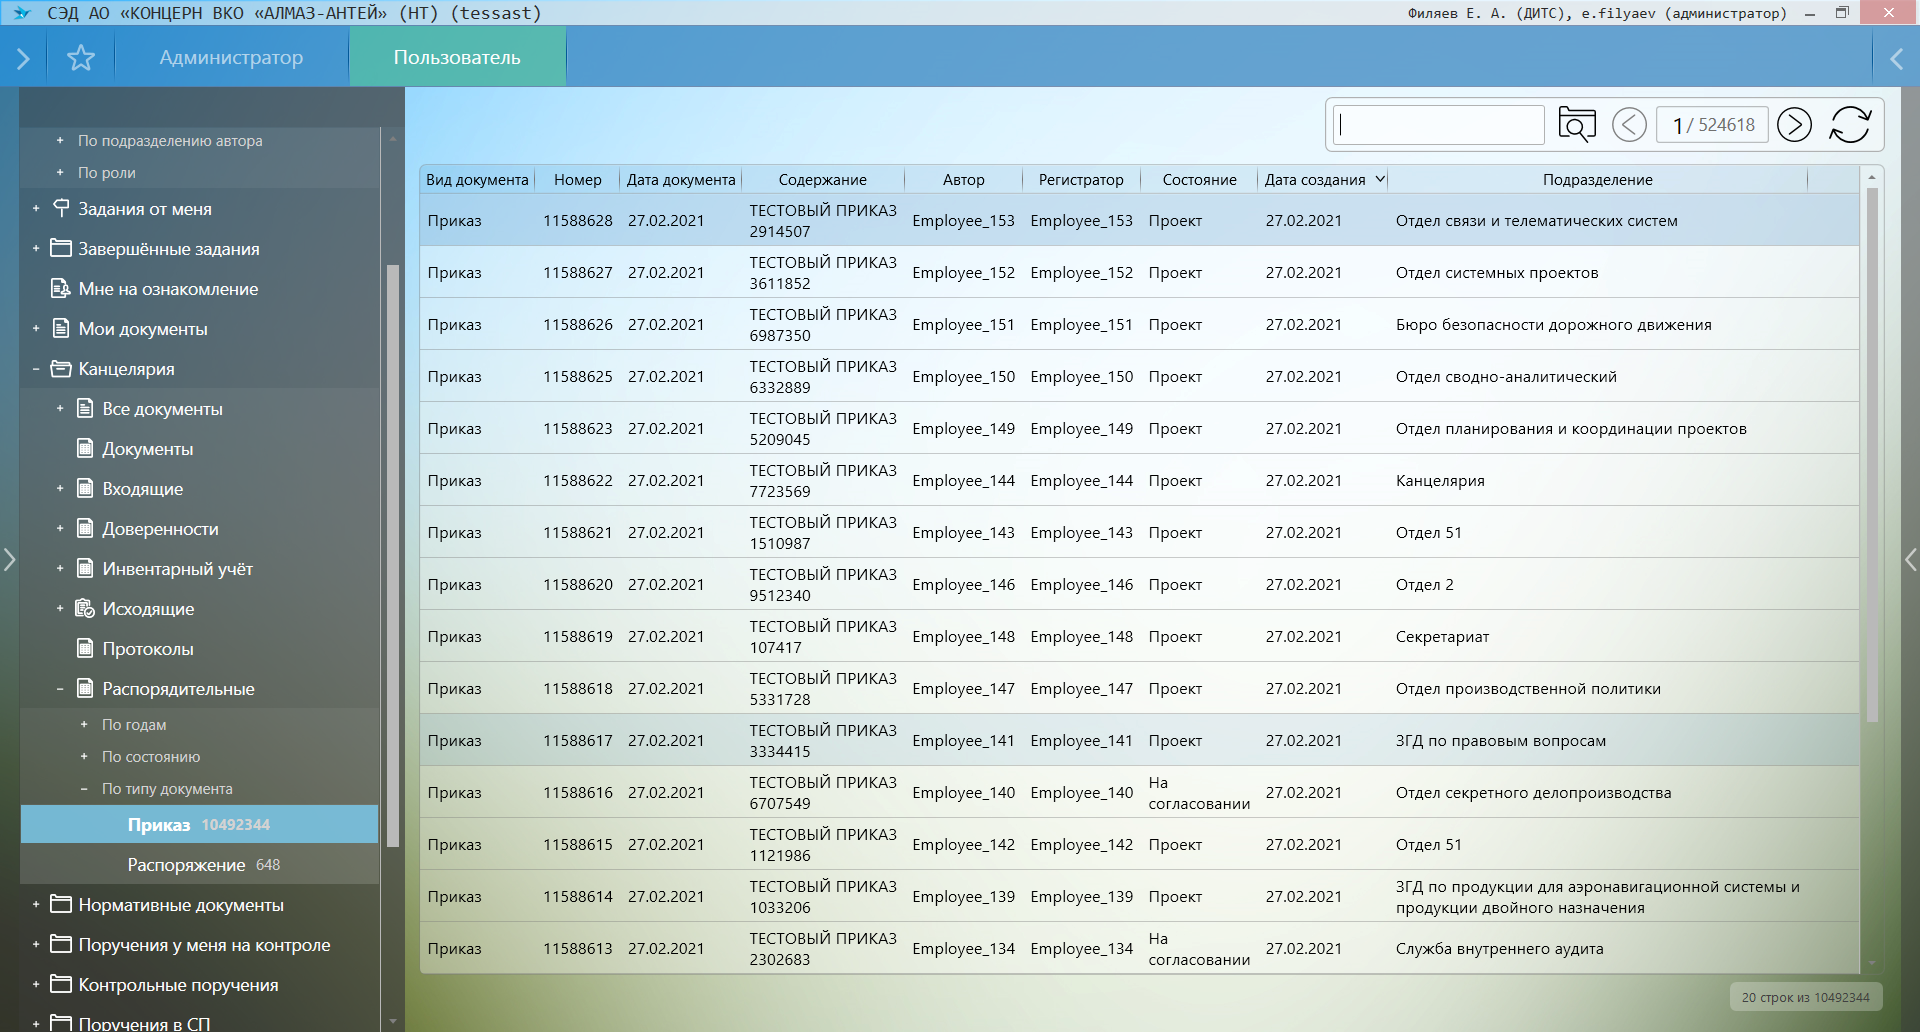 СЭД АО «КОНЦЕРН ВКО «АЛМАЗ-АНТЕЙ» (НТ) (tessast)
Филяев Е. А. (ДИТС), e.filyaev (администратор)
Администратор
Пользователь
По подразделению автора
По роли
Задания от меня
Завершённые задания
Мне на ознакомление
Мои документы
Канцелярия
Все документы
Документы
Входящие
Доверенности
Инвентарный учёт
Исходящие
Протоколы
Распорядительные
По годам
По состоянию
По типу документа
Приказ 10492344
Распоряжение 648
Нормативные документы
Поручения у меня на контроле
Контрольные поручения
Поручения в СП
1 / 524618
Вид документа Номер Дата документа Содержание Автор Регистратор Состояние Дата создания Подразделение
Приказ 11588628 27.02.2021 ТЕСТОВЫЙ ПРИКАЗ 2914507 Employee_153 Employee_153 Проект 27.02.2021 Отдел связи и телематических систем
Приказ 11588627 27.02.2021 ТЕСТОВЫЙ ПРИКАЗ 3611852 Employee_152 Employee_152 Проект 27.02.2021 Отдел системных проектов
Приказ 11588626 27.02.2021 ТЕСТОВЫЙ ПРИКАЗ 6987350 Employee_151 Employee_151 Проект 27.02.2021 Бюро безопасности дорожного движения
Приказ 11588625 27.02.2021 ТЕСТОВЫЙ ПРИКАЗ 6332889 Employee_150 Employee_150 Проект 27.02.2021 Отдел сводно-аналитический
Приказ 11588623 27.02.2021 ТЕСТОВЫЙ ПРИКАЗ 5209045 Employee_149 Employee_149 Проект 27.02.2021 Отдел планирования и координации проектов
Приказ 11588622 27.02.2021 ТЕСТОВЫЙ ПРИКАЗ 7723569 Employee_144 Employee_144 Проект 27.02.2021 Канцелярия
Приказ 11588621 27.02.2021 ТЕСТОВЫЙ ПРИКАЗ 1510987 Employee_143 Employee_143 Проект 27.02.2021 Отдел 51
Приказ 11588620 27.02.2021 ТЕСТОВЫЙ ПРИКАЗ 9512340 Employee_146 Employee_146 Проект 27.02.2021 Отдел 2
Приказ 11588619 27.02.2021 ТЕСТОВЫЙ ПРИКАЗ 107417 Employee_148 Employee_148 Проект 27.02.2021 Секретариат
Приказ 11588618 27.02.2021 ТЕСТОВЫЙ ПРИКАЗ 5331728 Employee_147 Employee_147 Проект 27.02.2021 Отдел производственной политики
Приказ 11588617 27.02.2021 ТЕСТОВЫЙ ПРИКАЗ 3334415 Employee_141 Employee_141 Проект 27.02.2021 ЗГД по правовым вопросам
Приказ 11588616 27.02.2021 ТЕСТОВЫЙ ПРИКАЗ 6707549 Employee_140 Employee_140 На согласовании 27.02.2021 Отдел секретного делопроизводства
Приказ 11588615 27.02.2021 ТЕСТОВЫЙ ПРИКАЗ 1121986 Employee_142 Employee_142 Проект 27.02.2021 Отдел 51
Приказ 11588614 27.02.2021 ТЕСТОВЫЙ ПРИКАЗ 1033206 Employee_139 Employee_139 Проект 27.02.2021 ЗГД по продукции для аэронавигационной системы и продукции двойного назначения
Приказ 11588613 27.02.2021 ТЕСТОВЫЙ ПРИКАЗ 2302683 Employee_134 Employee_134 На согласовании 27.02.2021 Служба внутреннего аудита
20 строк из 10492344